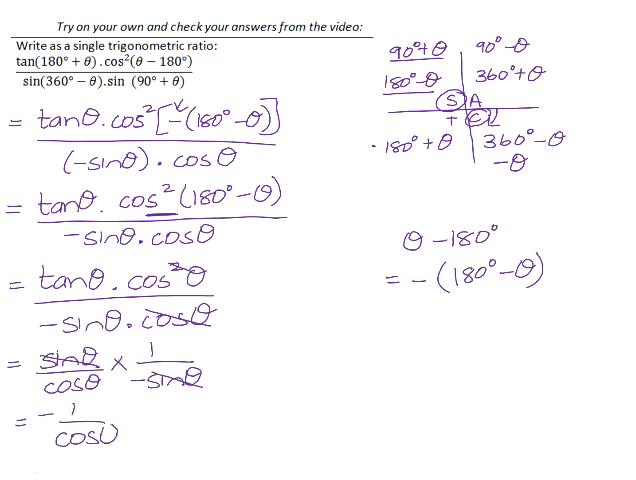 Try on your own and check your answers from the video:
Write as a single trigonometric ratio:
tan(180° + θ) . cos²(θ − 180°)
sin(360° − θ).sin (90° + θ)
= tanθ. cos²[-(180° -θ)]
(-sinθ). cosθ
= tanθ. cos²(180°-θ)
-sinθ. cosθ
= tanθ. cos²θ
-sinθ. cosθ
= sinθ × 1
cosθ -sinθ
= - 1
cosθ
90°+θ 90°-θ
180°-θ 360°+θ
S A
T C
180°+θ 360°-θ
-θ
θ -180°
= -(180°-θ)